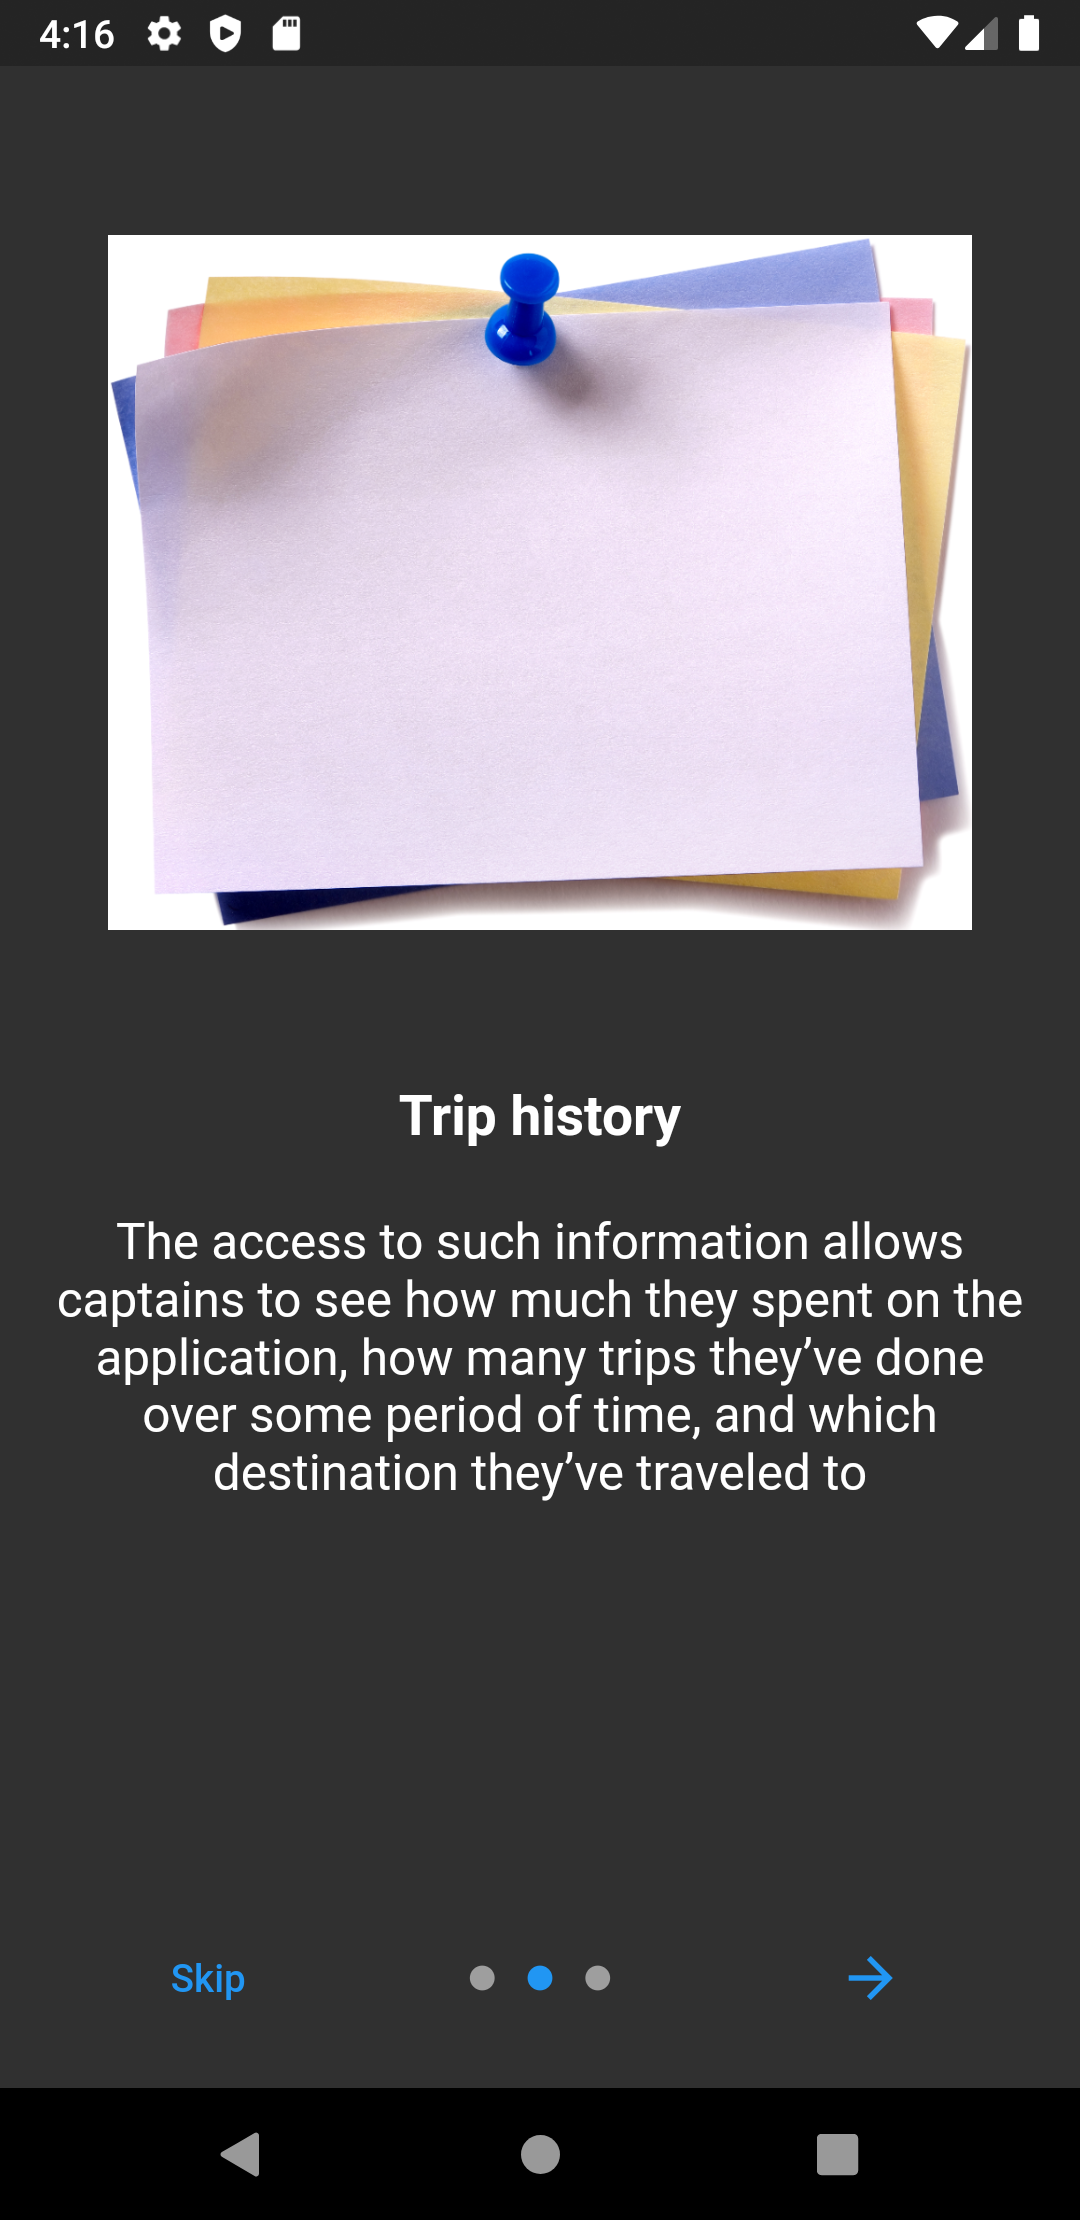 4:16
Trip history
The access to such information allows
captains to see how much they spent on the
application, how many trips they’ve done
over some period of time, and which
destination they’ve traveled to
Skip